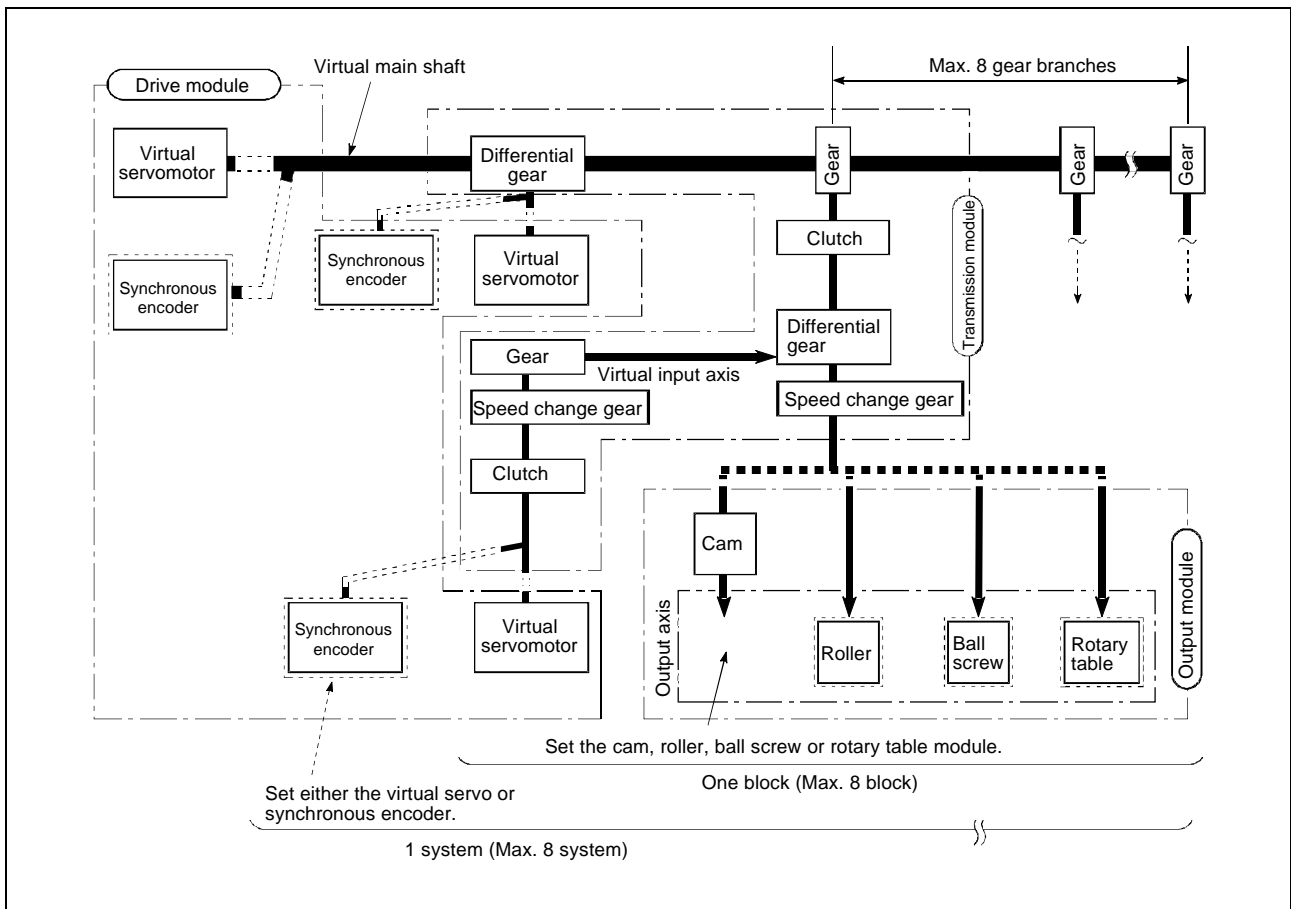 Virtual main shaft
Max. 8 gear branches
Drive module
Virtual
servomotor
Differential
gear
Gear
Gear
Gear
Clutch
Transmission module
Synchronous
encoder
Virtual
servomotor
Synchronous
encoder
Differential
gear
Gear
Virtual input axis
Speed change gear
Speed change gear
Clutch
Cam
Synchronous
encoder
Virtual
servomotor
Output axis
Roller
Ball
screw
Rotary
table
Output module
Set the cam, roller, ball screw or rotary table module.
One block (Max. 8 block)
Set either the virtual servo or
synchronous encoder.
1 system (Max. 8 system)